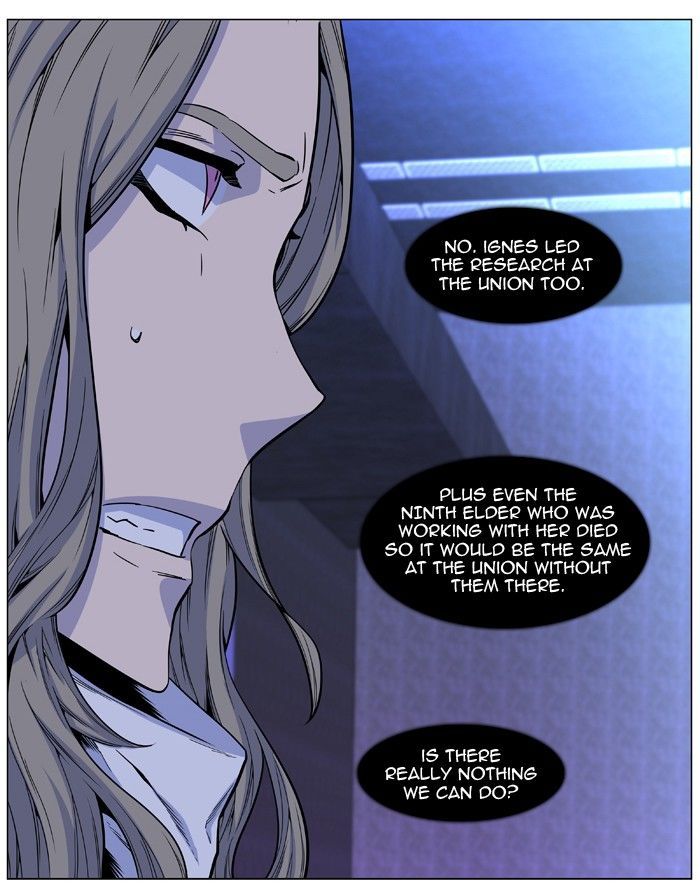 NO. IGNES LED
THE RESEARCH AT
THE UNION TOO.
PLUS EVEN THE
NINTH ELDER WHO WAS
WORKING WITH HER DIED
SO IT WOULD BE THE SAME
AT THE UNION WITHOUT
THEM THERE.
IS THERE
REALLY NOTHING
WE CAN DO?